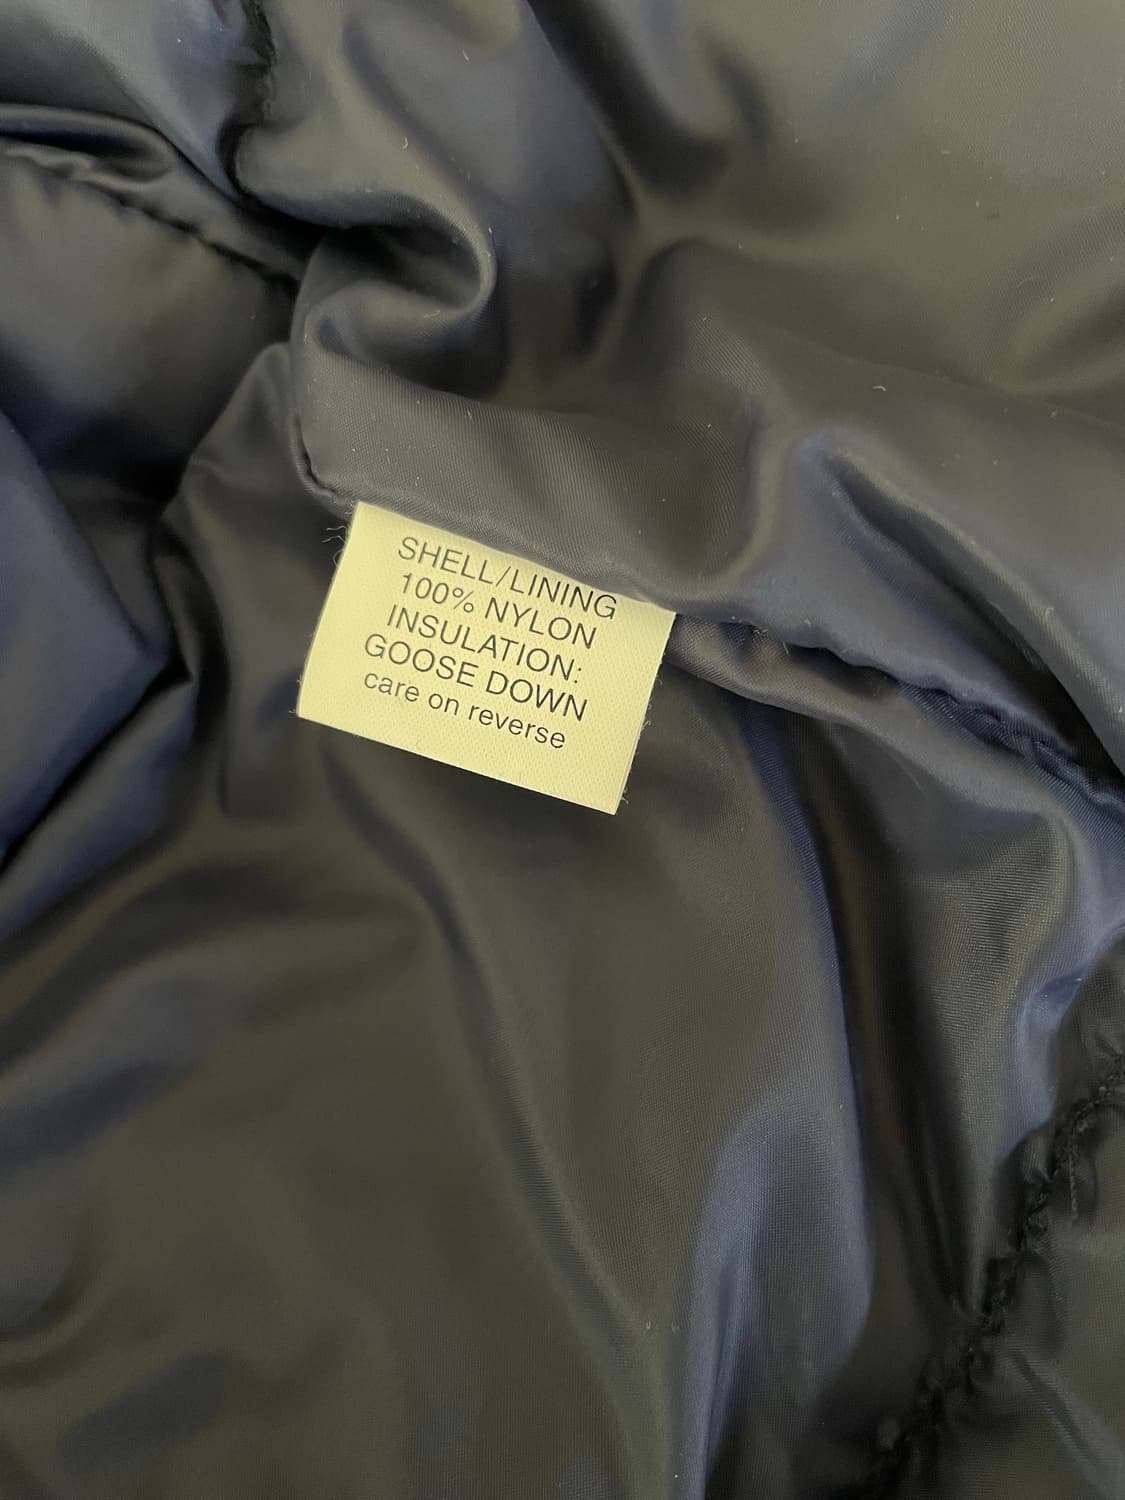 SHELL/LINING
100% NYLON
INSULATION:
GOOSE DOWN
care on reverse